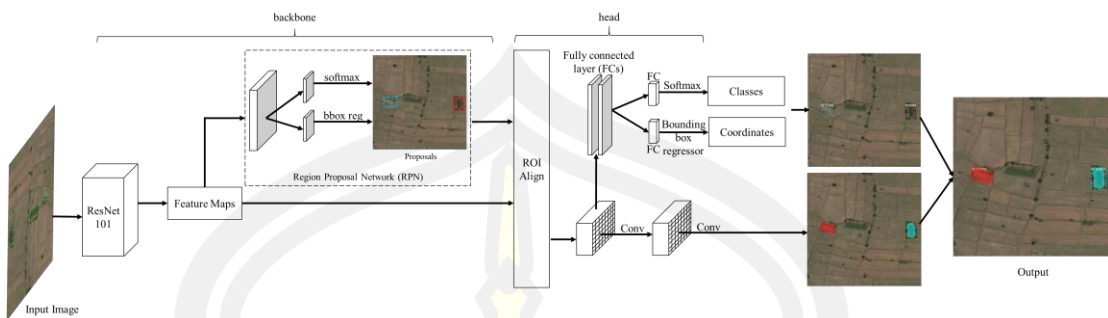 backbone
head
softmax
bbox reg
Proposals
Region Proposal Network (RPN)
Input Image
ResNet
101
Feature Maps
ROI
Align
Fully connected
layer (FCs)
FC
Softmax
Classes
Bounding
box
regressor
FC
Coordinates
Conv
Conv
Output